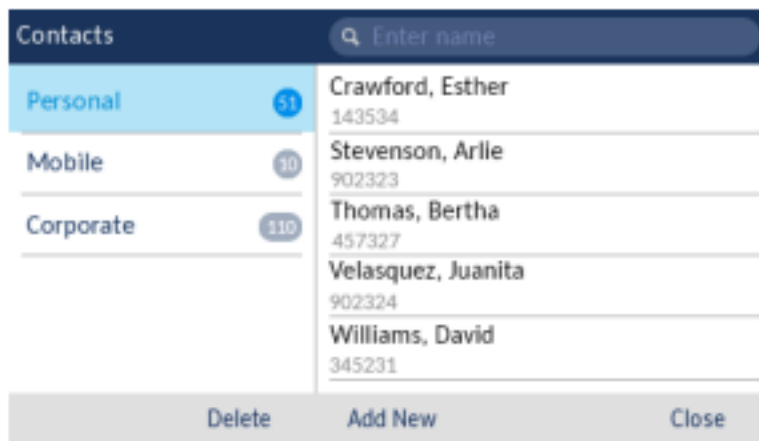 Contacts
Enter name
Personal 51
Mobile 10
Corporate 110
Crawford, Esther
143534
Stevenson, Arlie
902323
Thomas, Bertha
457327
Velasquez, Juanita
902324
Williams, David
345231
Delete Add New Close